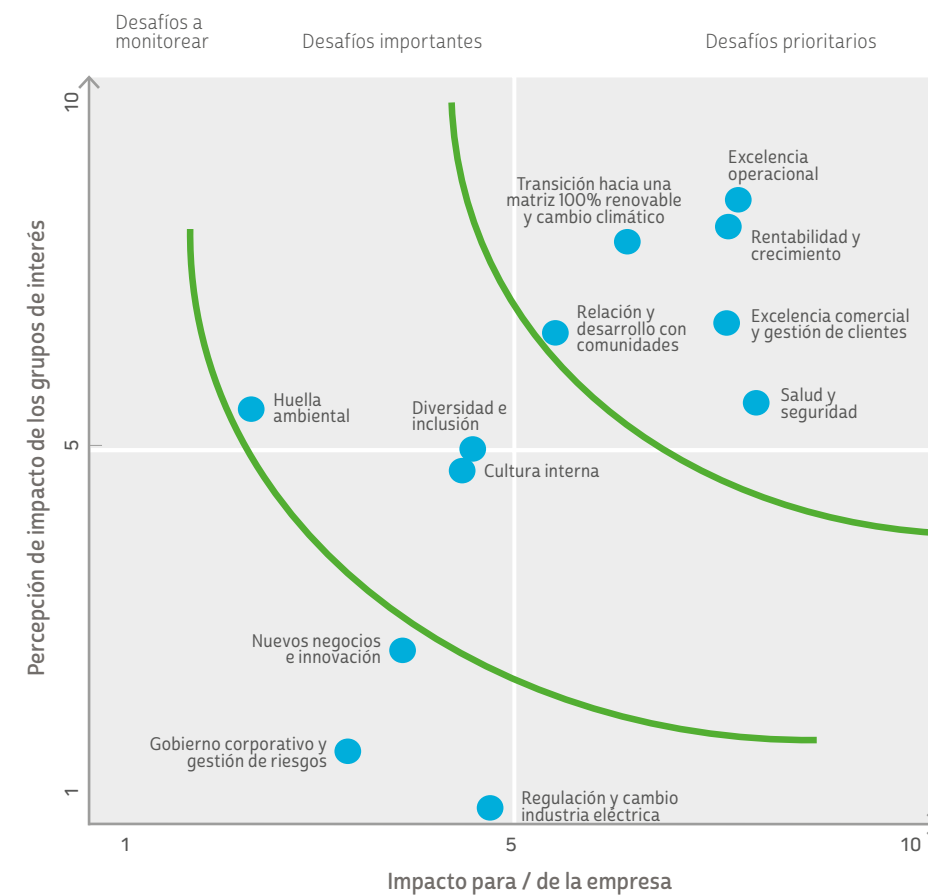 Desafíos a
monitorear
Desafíos importantes
Desafíos prioritarios
Percepción de impacto de los grupos de interés
10
5
1
Excelencia
operacional
Transición hacia una
matriz 100% renovable
y cambio climático
Rentabilidad y
crecimiento
Relación y
desarrollo con
comunidades
Excelencia comercial
y gestión de clientes
Huella
ambiental
Diversidad e
inclusión
Salud y
seguridad
Cultura interna
Nuevos negocios
e innovación
Gobierno corporativo y
gestión de riesgos
Regulación y cambio
industria eléctrica
1
5
10
Impacto para / de la empresa